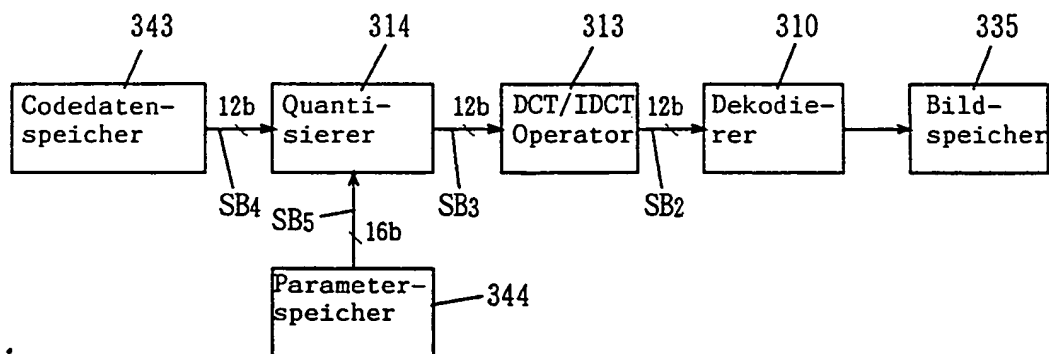 343
314
313
310
335
Codedaten-
speicher
12b
Quanti-
sierer
12b
DCT/IDCT
Operator
12b
Dekodie-
rer
Bild-
speicher
SB4
SB5
16b
SB3
SB2
Parameter-
speicher
344